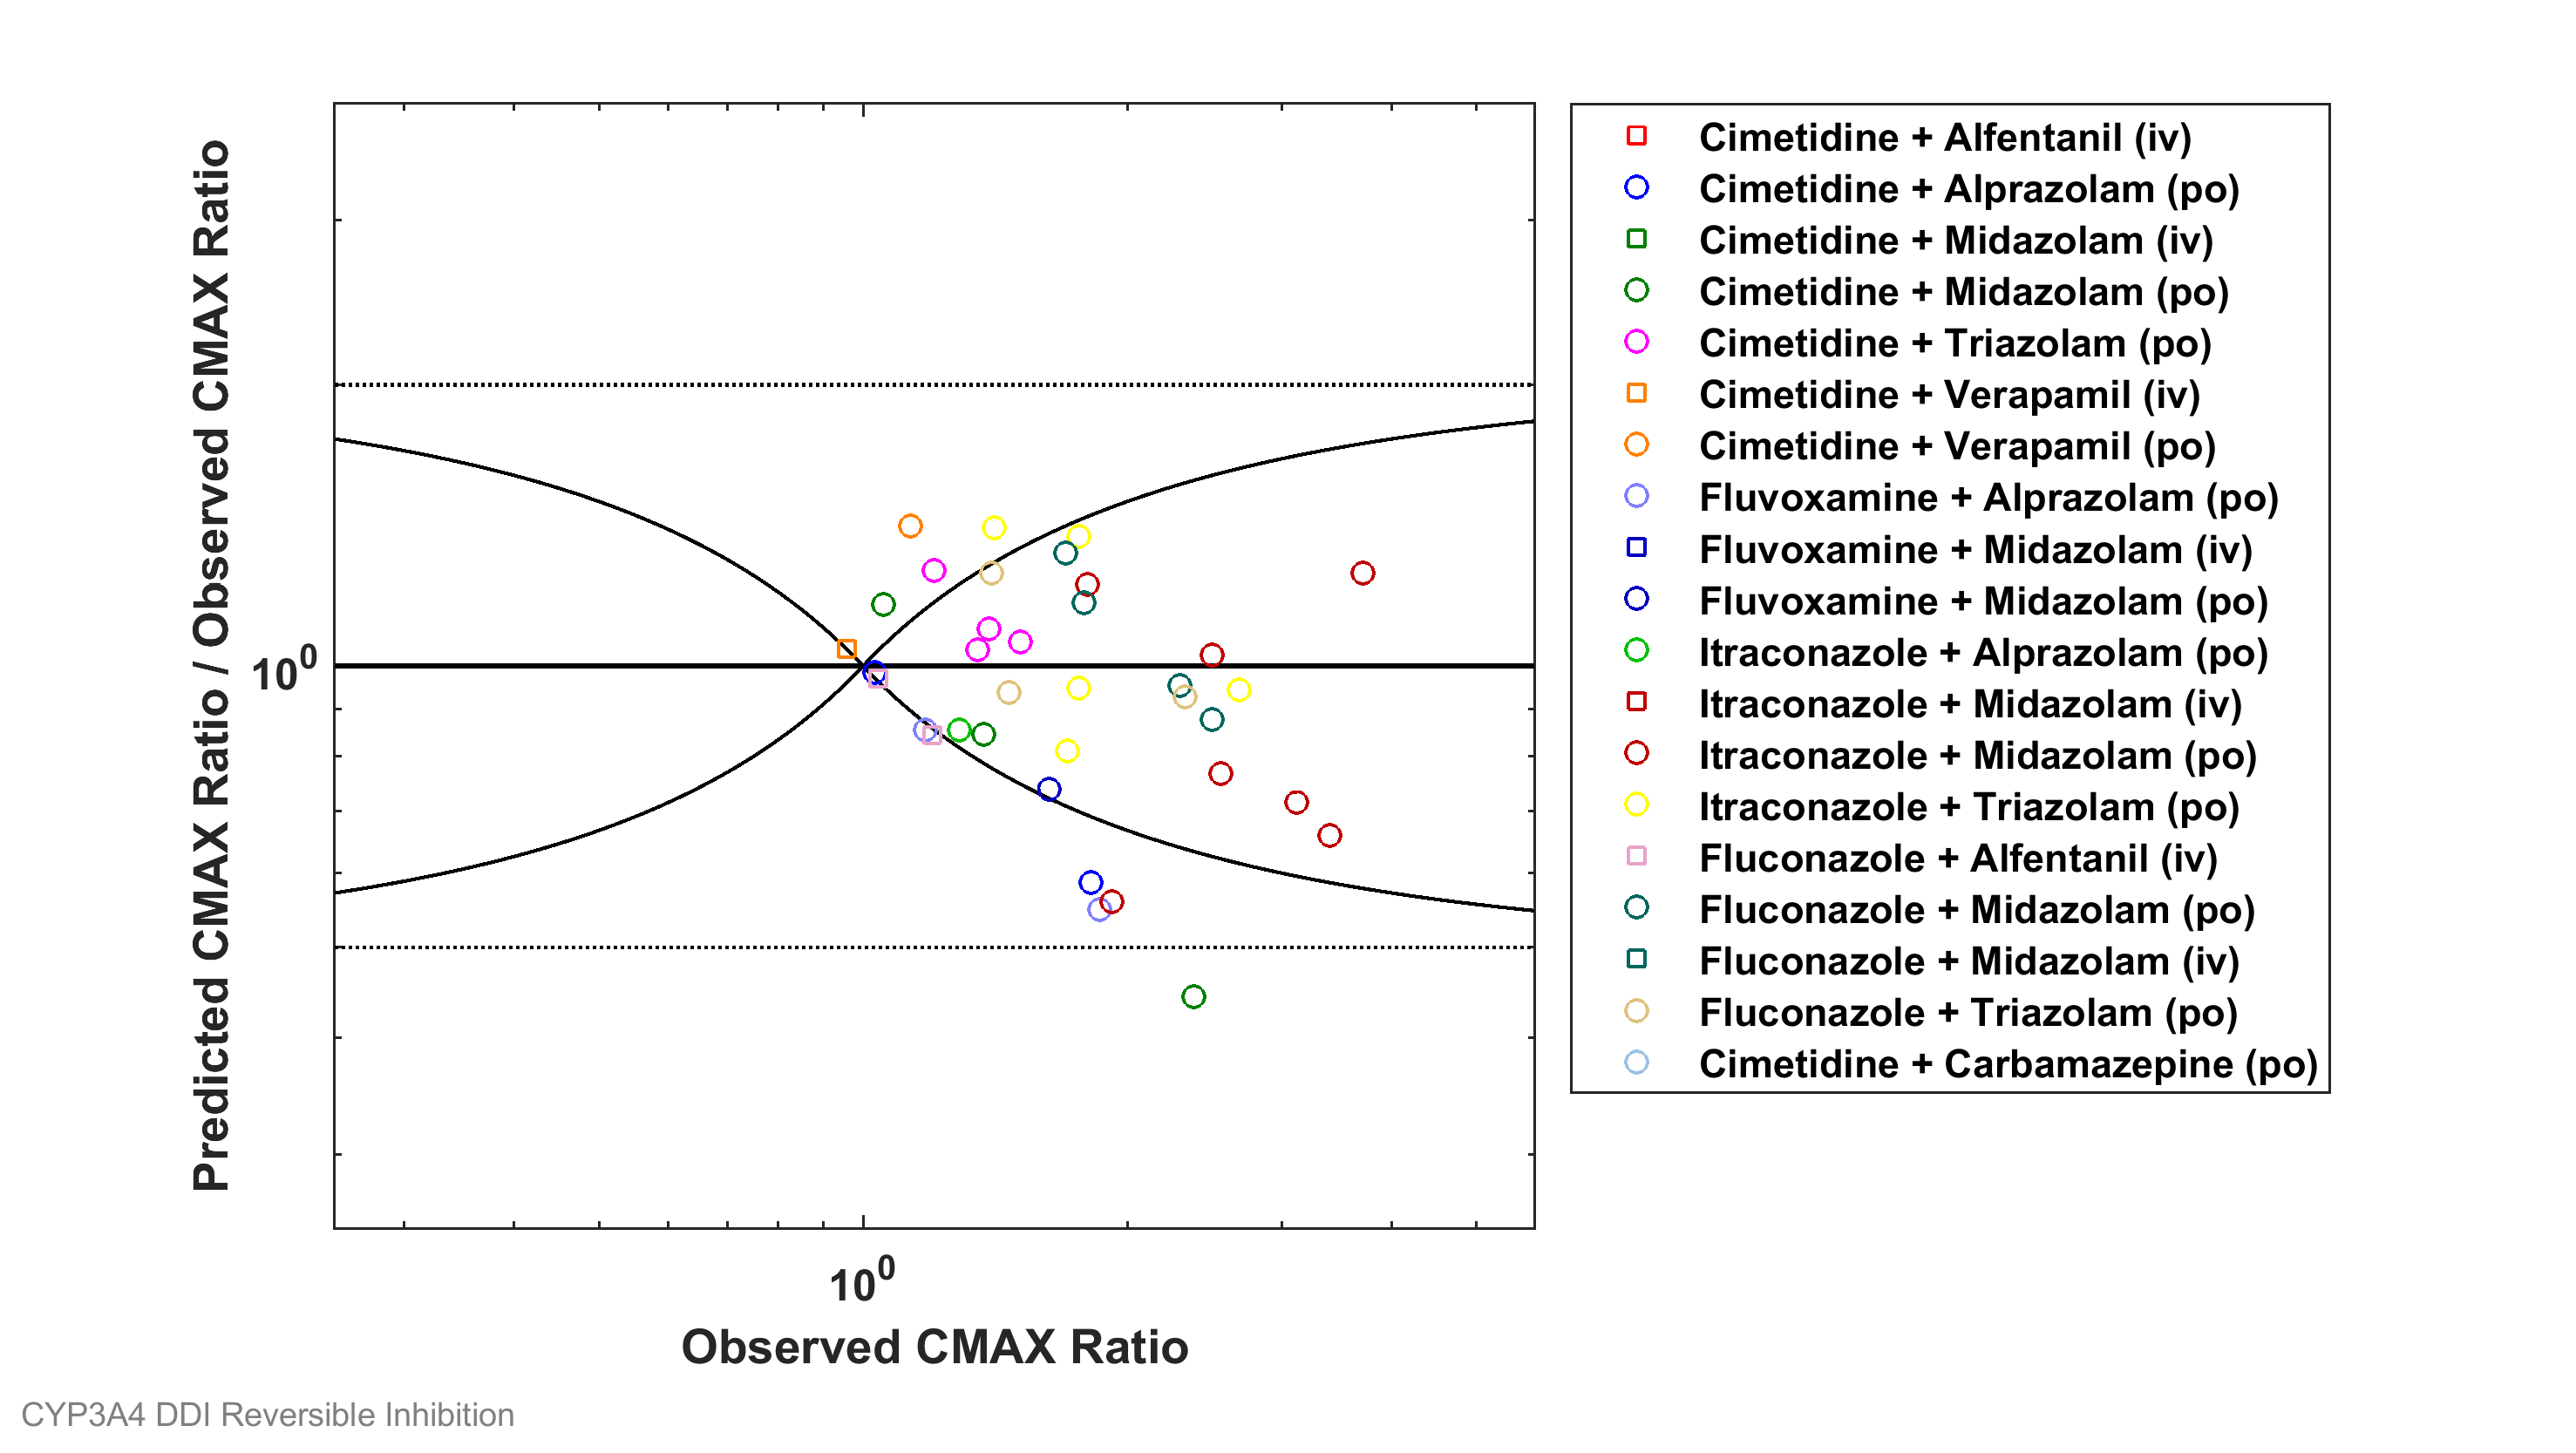 Predicted CMAX Ratio / Observed CMAX Ratio
10^0
10^0
Observed CMAX Ratio
Cimetidine + Alfentanil (iv)
Cimetidine + Alprazolam (po)
Cimetidine + Midazolam (iv)
Cimetidine + Midazolam (po)
Cimetidine + Triazolam (po)
Cimetidine + Verapamil (iv)
Cimetidine + Verapamil (po)
Fluvoxamine + Alprazolam (po)
Fluvoxamine + Midazolam (iv)
Fluvoxamine + Midazolam (po)
Itraconazole + Alprazolam (po)
Itraconazole + Midazolam (iv)
Itraconazole + Midazolam (po)
Itraconazole + Triazolam (po)
Fluconazole + Alfentanil (iv)
Fluconazole + Midazolam (po)
Fluconazole + Midazolam (iv)
Fluconazole + Triazolam (po)
Cimetidine + Carbamazepine (po)
CYP3A4 DDI Reversible Inhibition